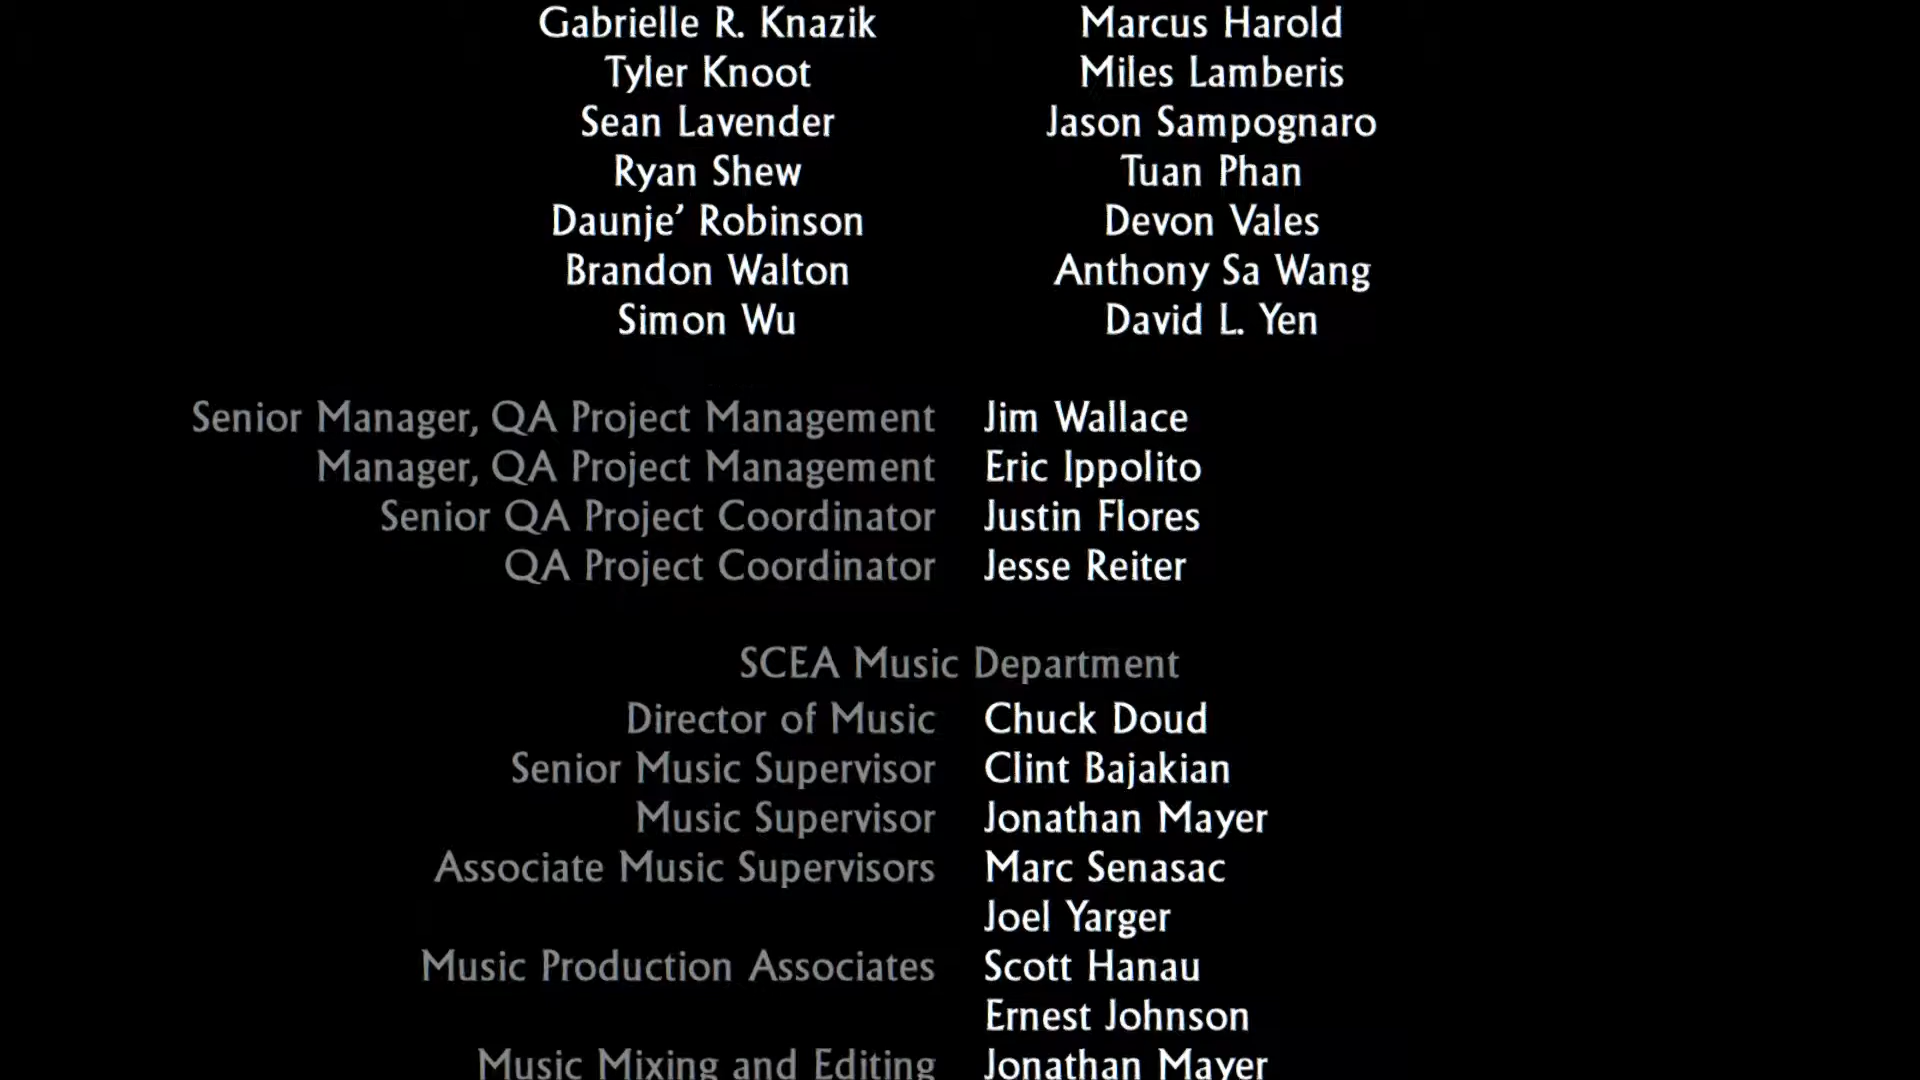 Gabrielle R. Knazik Marcus Harold
Tyler Knoot Miles Lamberis
Sean Lavender Jason Sampognaro
Ryan Shew Tuan Phan
Daunje’ Robinson Devon Vales
Brandon Walton Anthony Sa Wang
Simon Wu David L. Yen
Senior Manager, QA Project Management Jim Wallace
Manager, QA Project Management Eric Ippolito
Senior QA Project Coordinator Justin Flores
QA Project Coordinator Jesse Reiter
SCEA Music Department
Director of Music Chuck Doud
Senior Music Supervisor Clint Bajakian
Music Supervisor Jonathan Mayer
Associate Music Supervisors Marc Senasac
Joel Yarger
Music Production Associates Scott Hanau
Ernest Johnson
Music Mixing and Editing Jonathan Mayer